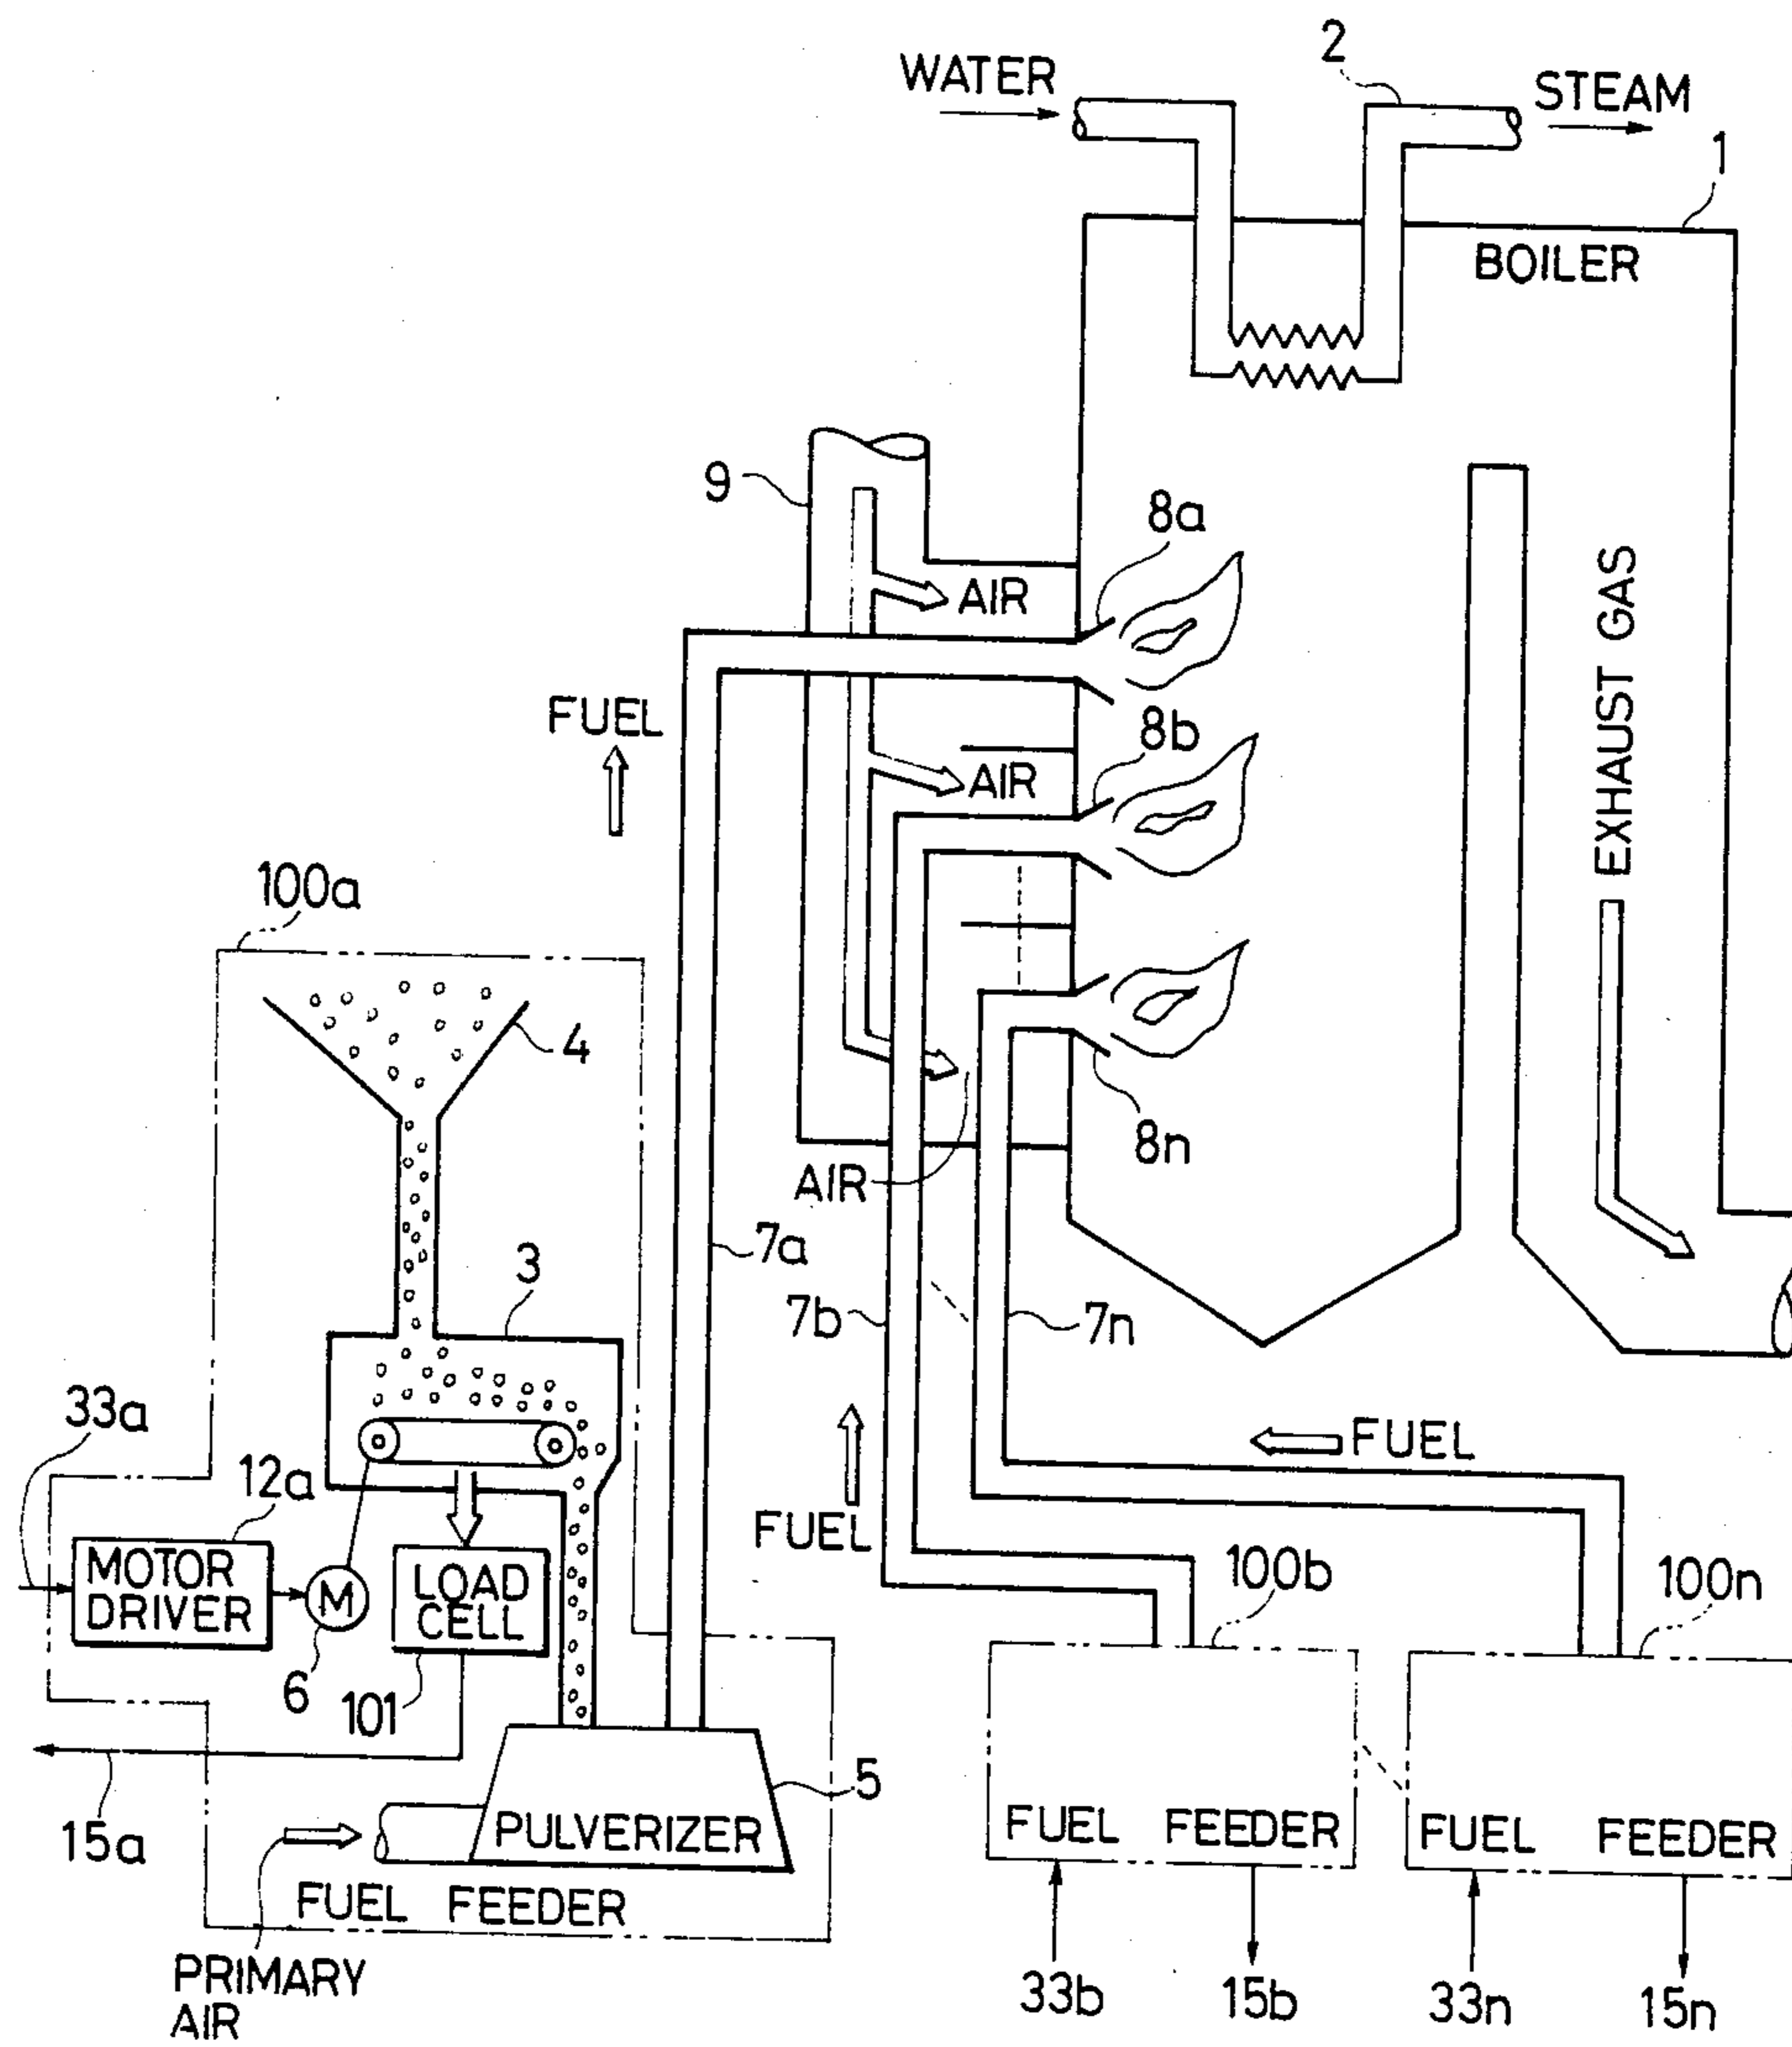 2
WATER
STEAM
1
BOILER
9
8a
AIR
EXHAUST GAS
FUEL
8b
AIR
100a
4
8n
AIR
7a
3
7b
7n
33a
FUEL
12a
FUEL
MOTOR
DRIVER
M
LOAD
CELL
100b
100n
6
101
5
15a
PULVERIZER
FUEL FEEDER
FUEL FEEDER
FUEL FEEDER
PRIMARY
AIR
33b
15b
33n
15n